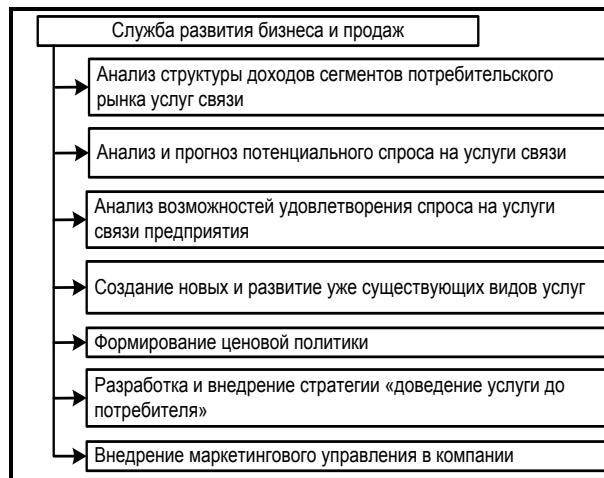 Служба развития бизнеса и продаж
Анализ структуры доходов сегментов потребительского
рынка услуг связи
Анализ и прогноз потенциального спроса на услуги связи
Анализ возможностей удовлетворения спроса на услуги
связи предприятия
Создание новых и развитие уже существующих видов услуг
Формирование ценовой политики
Разработка и внедрение стратегии «доведение услуги до
потребителя»
Внедрение маркетингового управления в компании